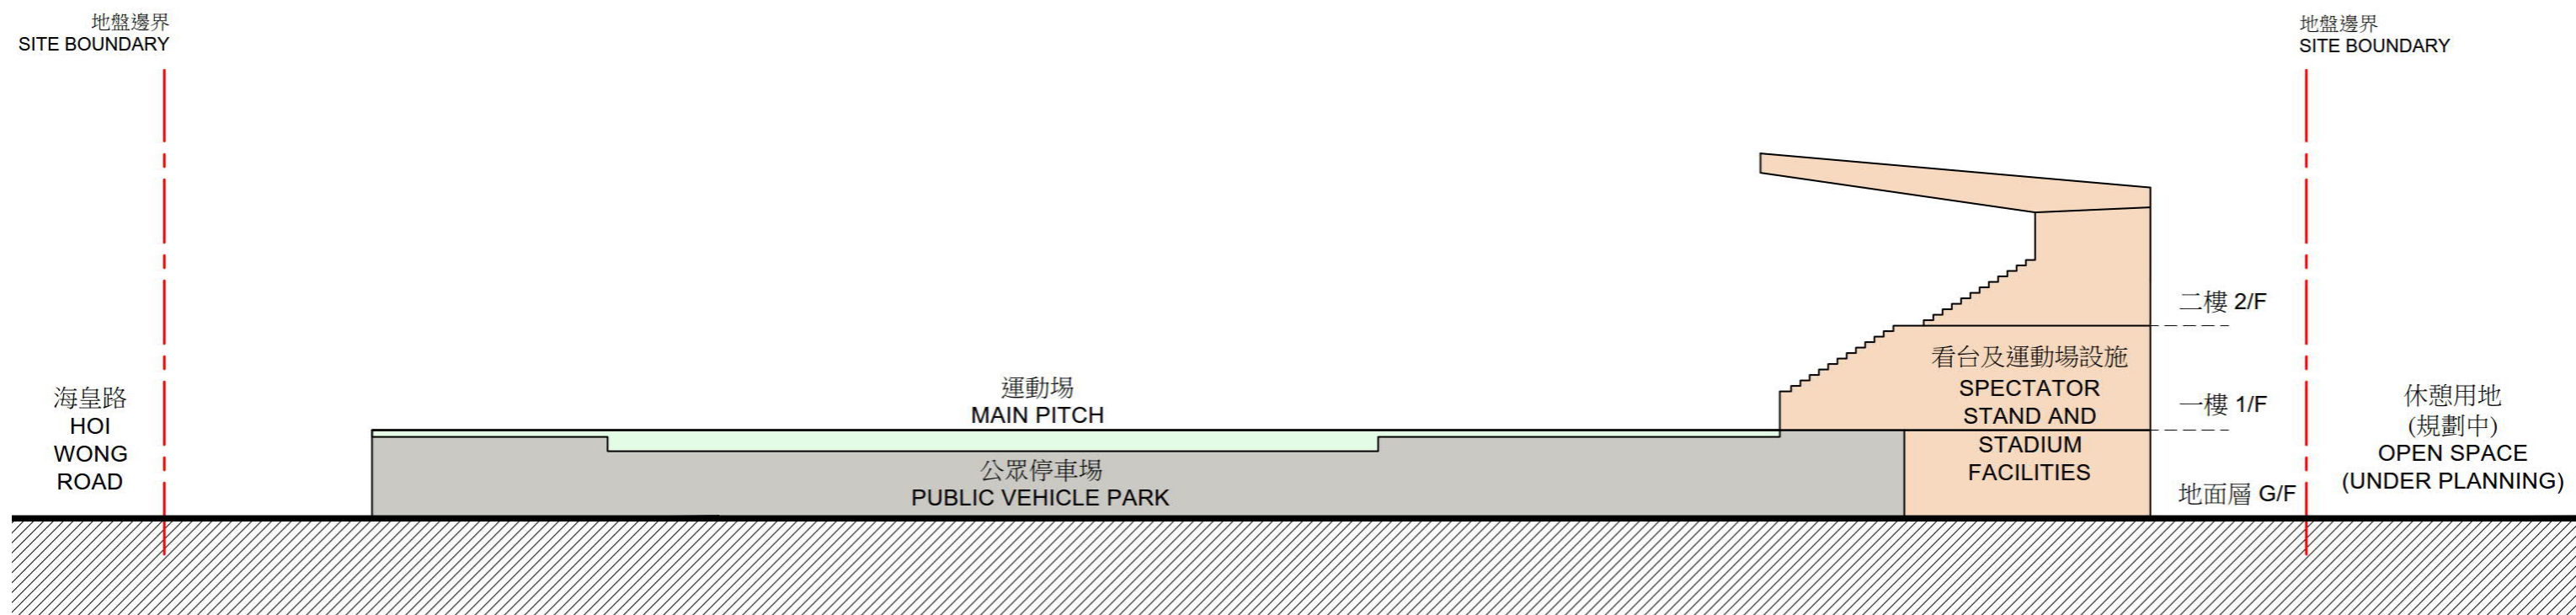 地盤邊界
SITE BOUNDARY
地盤邊界
SITE BOUNDARY
海皇路
HOI
WONG
ROAD
運動場
MAIN PITCH
公眾停車場
PUBLIC VEHICLE PARK
看台及運動場設施
SPECTATOR
STAND AND
STADIUM
FACILITIES
二樓 2/F
一樓 1/F
地面層 G/F
休憩用地
(規劃中)
OPEN SPACE
(UNDER PLANNING)